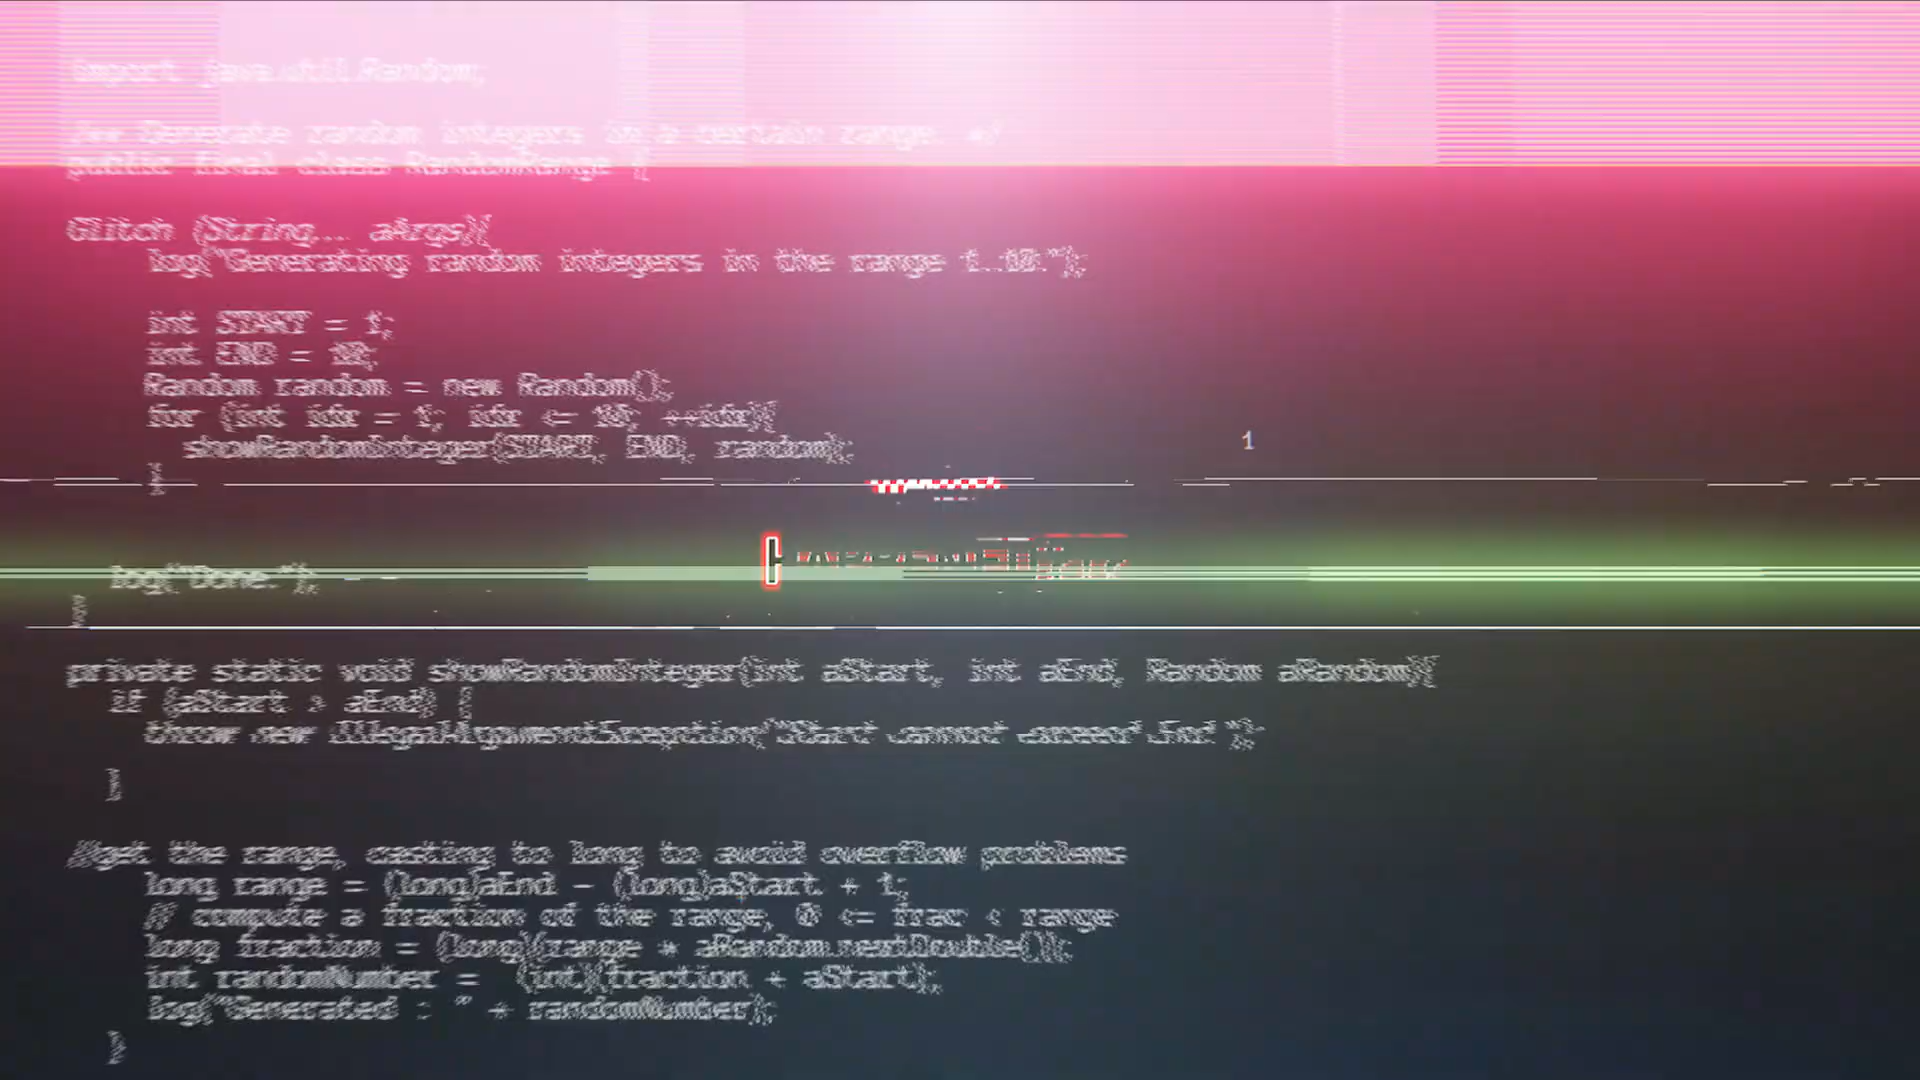 import java.util.Random;
/** Generate random integers in a certain range. */
public final class RandomRange {
Glitch (String... aArgs){
log("Generating random integers in the range 1..10:");
int START = 1;
int END = 10;
Random random = new Random();
for (int idx = 1; idx <= 10; ++idx){
showRandomInteger(START, END, random);
1
}
log("Done.");
}
private static void showRandomInteger(int aStart, int aEnd, Random aRandom){
if (aStart > aEnd) {
throw new IllegalArgumentException("Start cannot exceed End.");
}
//get the range, casting to long to avoid overflow problems
long range = (long)aEnd - (long)aStart + 1;
// compute a fraction of the range, 0 <= frac < range
long fraction = (long)(range * aRandom.nextDouble());
int randomNumber =  (int)(fraction + aStart);
log("Generated : " + randomNumber);
}